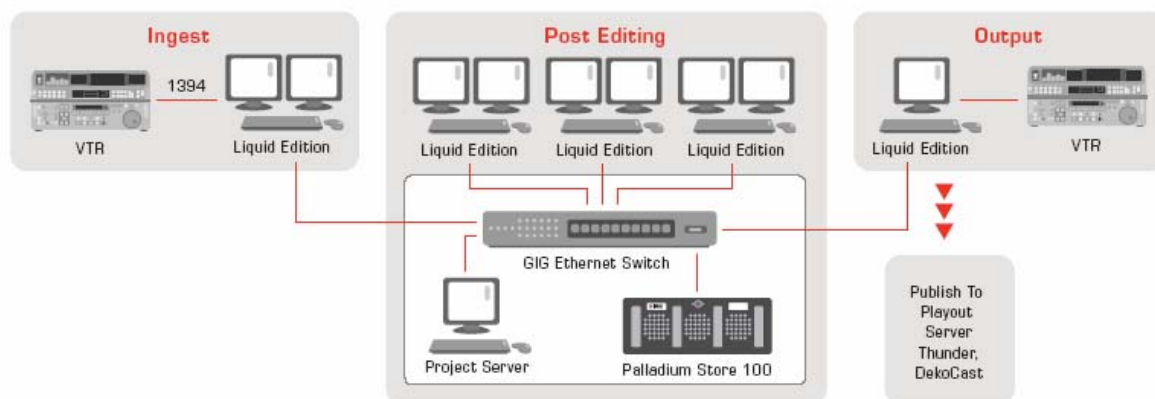 Ingest
1394
VTR
Liquid Edition
Post Editing
Liquid Edition
Liquid Edition
Liquid Edition
GIG Ethernet Switch
Project Server
Palladium Store 100
Output
Liquid Edition
VTR
Publish To
Playout
Server
Thunder,
DekoCast